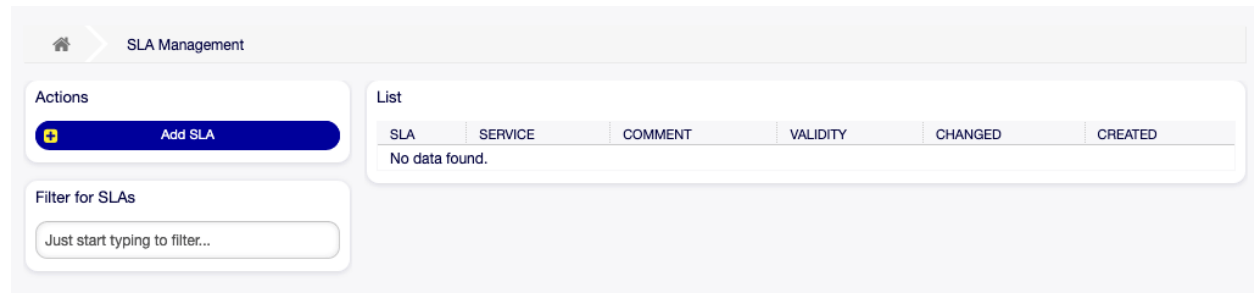 SLA Management
Actions
Add SLA
Filter for SLAs
Just start typing to filter...
List
SLA SERVICE COMMENT VALIDITY CHANGED CREATED
No data found.